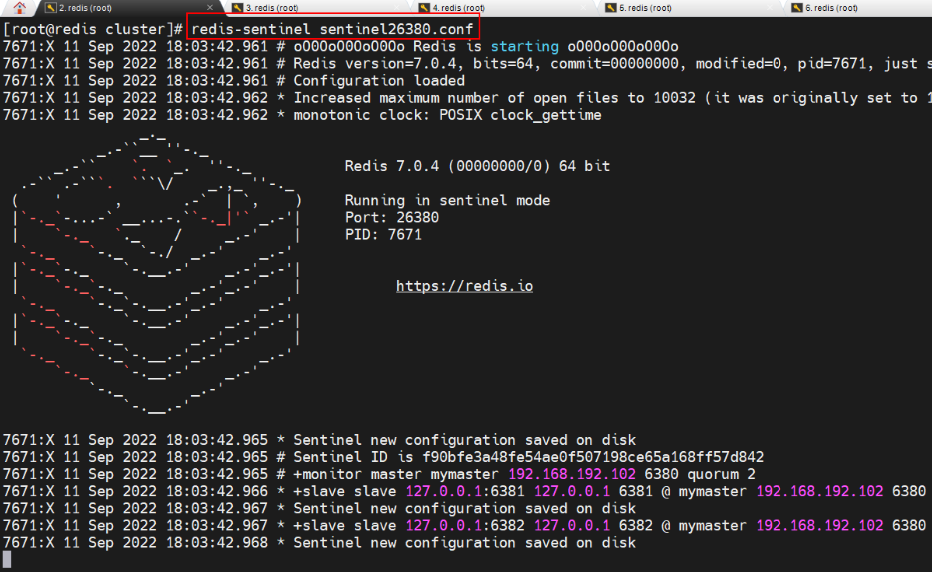 2. redis (root)
3. redis (root)
4. redis (root)
5. redis (root)
6. redis (root)
[root@redis cluster]# redis-sentinel sentinel26380.conf
7671:X 11 Sep 2022 18:03:42.961 # oO0OoO0OoO0Oo Redis is starting oO0OoO0OoO0Oo
7671:X 11 Sep 2022 18:03:42.961 # Redis version=7.0.4, bits=64, commit=00000000, modified=0, pid=7671, just s
7671:X 11 Sep 2022 18:03:42.961 # Configuration loaded
7671:X 11 Sep 2022 18:03:42.962 * Increased maximum number of open files to 10032 (it was originally set to 1
7671:X 11 Sep 2022 18:03:42.962 * monotonic clock: POSIX clock_gettime
Redis 7.0.4 (00000000/0) 64 bit
Running in sentinel mode
Port: 26380
PID: 7671
https://redis.io
7671:X 11 Sep 2022 18:03:42.965 * Sentinel new configuration saved on disk
7671:X 11 Sep 2022 18:03:42.965 # Sentinel ID is f90bfe3a48fe54ae0f507198ce65a168ff57d842
7671:X 11 Sep 2022 18:03:42.965 # +monitor master mymaster 192.168.192.102 6380 quorum 2
7671:X 11 Sep 2022 18:03:42.966 * +slave slave 127.0.0.1:6381 127.0.0.1 6381 @ mymaster 192.168.192.102 6380
7671:X 11 Sep 2022 18:03:42.967 * Sentinel new configuration saved on disk
7671:X 11 Sep 2022 18:03:42.967 * +slave slave 127.0.0.1:6382 127.0.0.1 6382 @ mymaster 192.168.192.102 6380
7671:X 11 Sep 2022 18:03:42.968 * Sentinel new configuration saved on disk